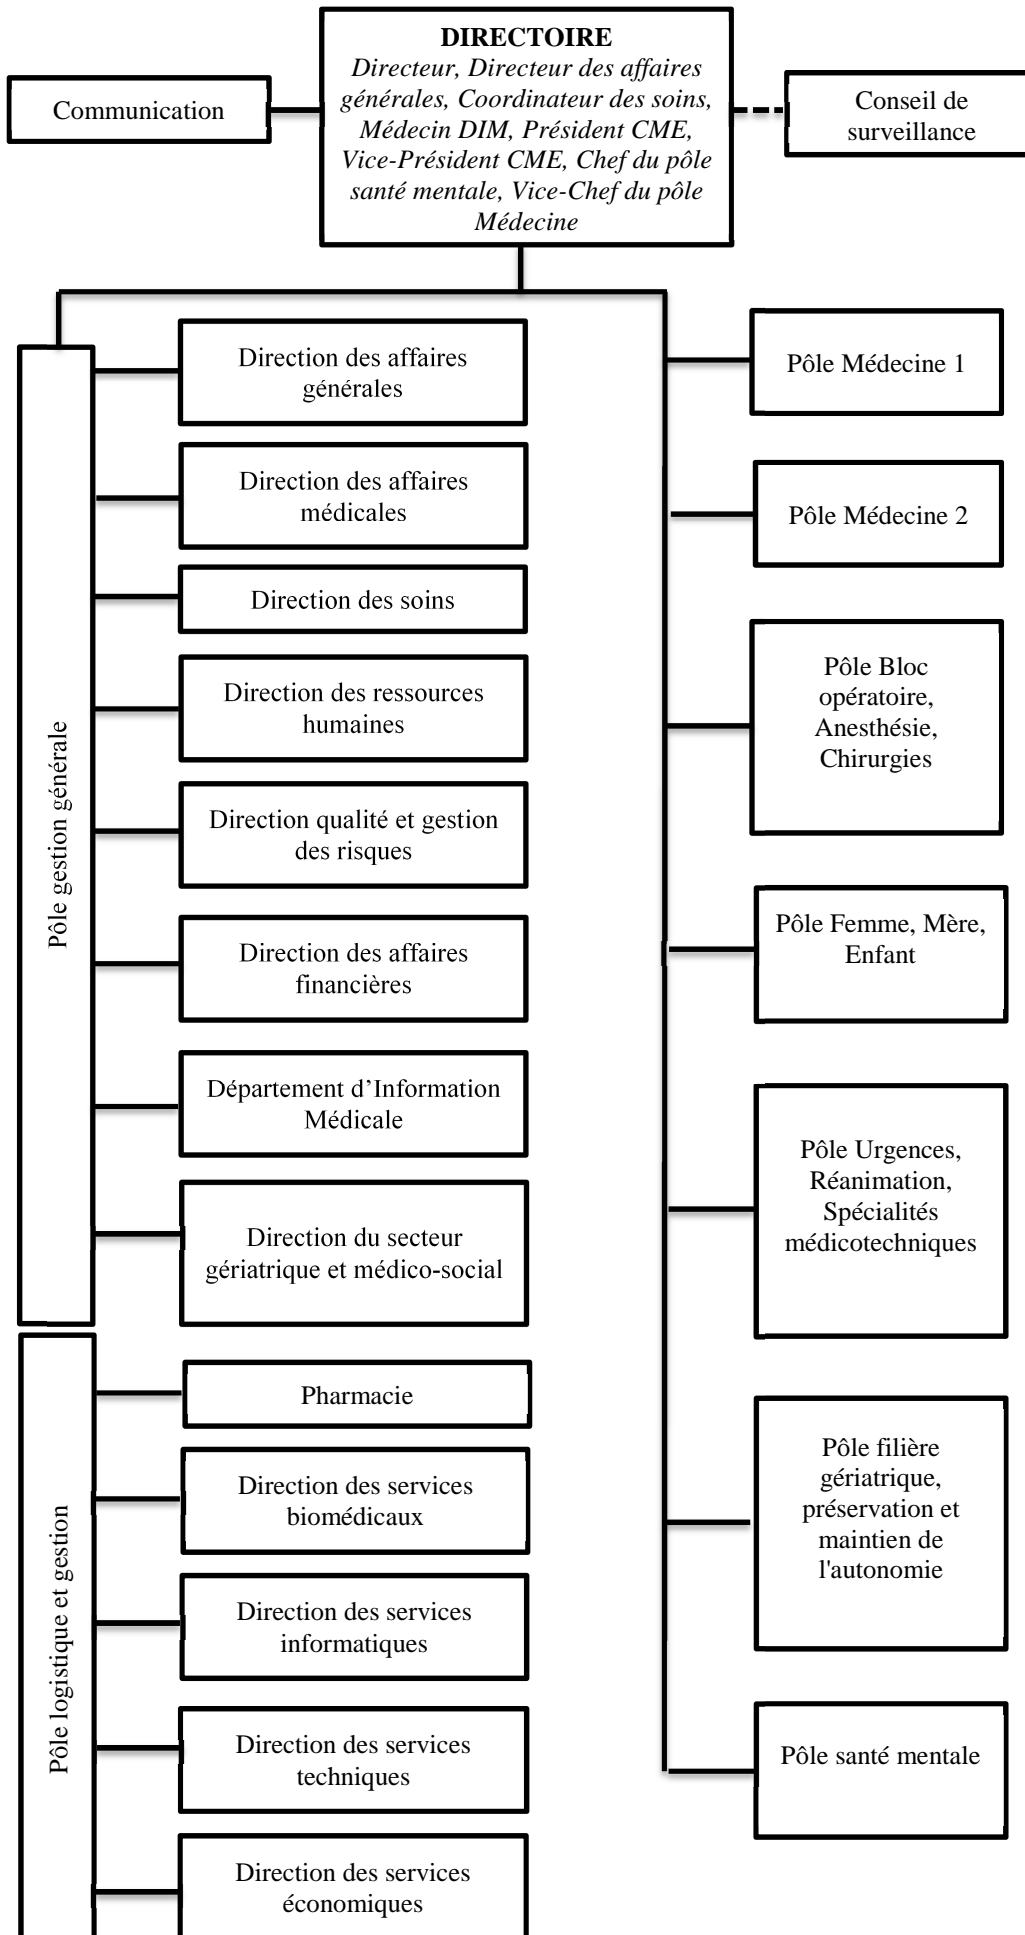 DIRECTOIRE
Directeur, Directeur des affaires
générales, Coordinateur des soins,
Médecin DIM, Président CME,
Vice-Président CME, Chef du pôle
santé mentale, Vice-Chef du pôle
Médecine
Communication
Conseil de
surveillance
Pôle gestion générale
Direction des affaires
générales
Direction des affaires
médicales
Direction des soins
Direction des ressources
humaines
Direction qualité et gestion
des risques
Direction des affaires
financières
Département d’Information
Médicale
Direction du secteur
gériatrique et médico-social
Pôle logistique et gestion
Pharmacie
Direction des services
biomédicaux
Direction des services
informatiques
Direction des services
techniques
Direction des services
économiques
Pôle Médecine 1
Pôle Médecine 2
Pôle Bloc
opératoire,
Anesthésie,
Chirurgies
Pôle Femme, Mère,
Enfant
Pôle Urgences,
Réanimation,
Spécialités
médicotechniques
Pôle filière
gériatrique,
préservation et
maintien de
l'autonomie
Pôle santé mentale